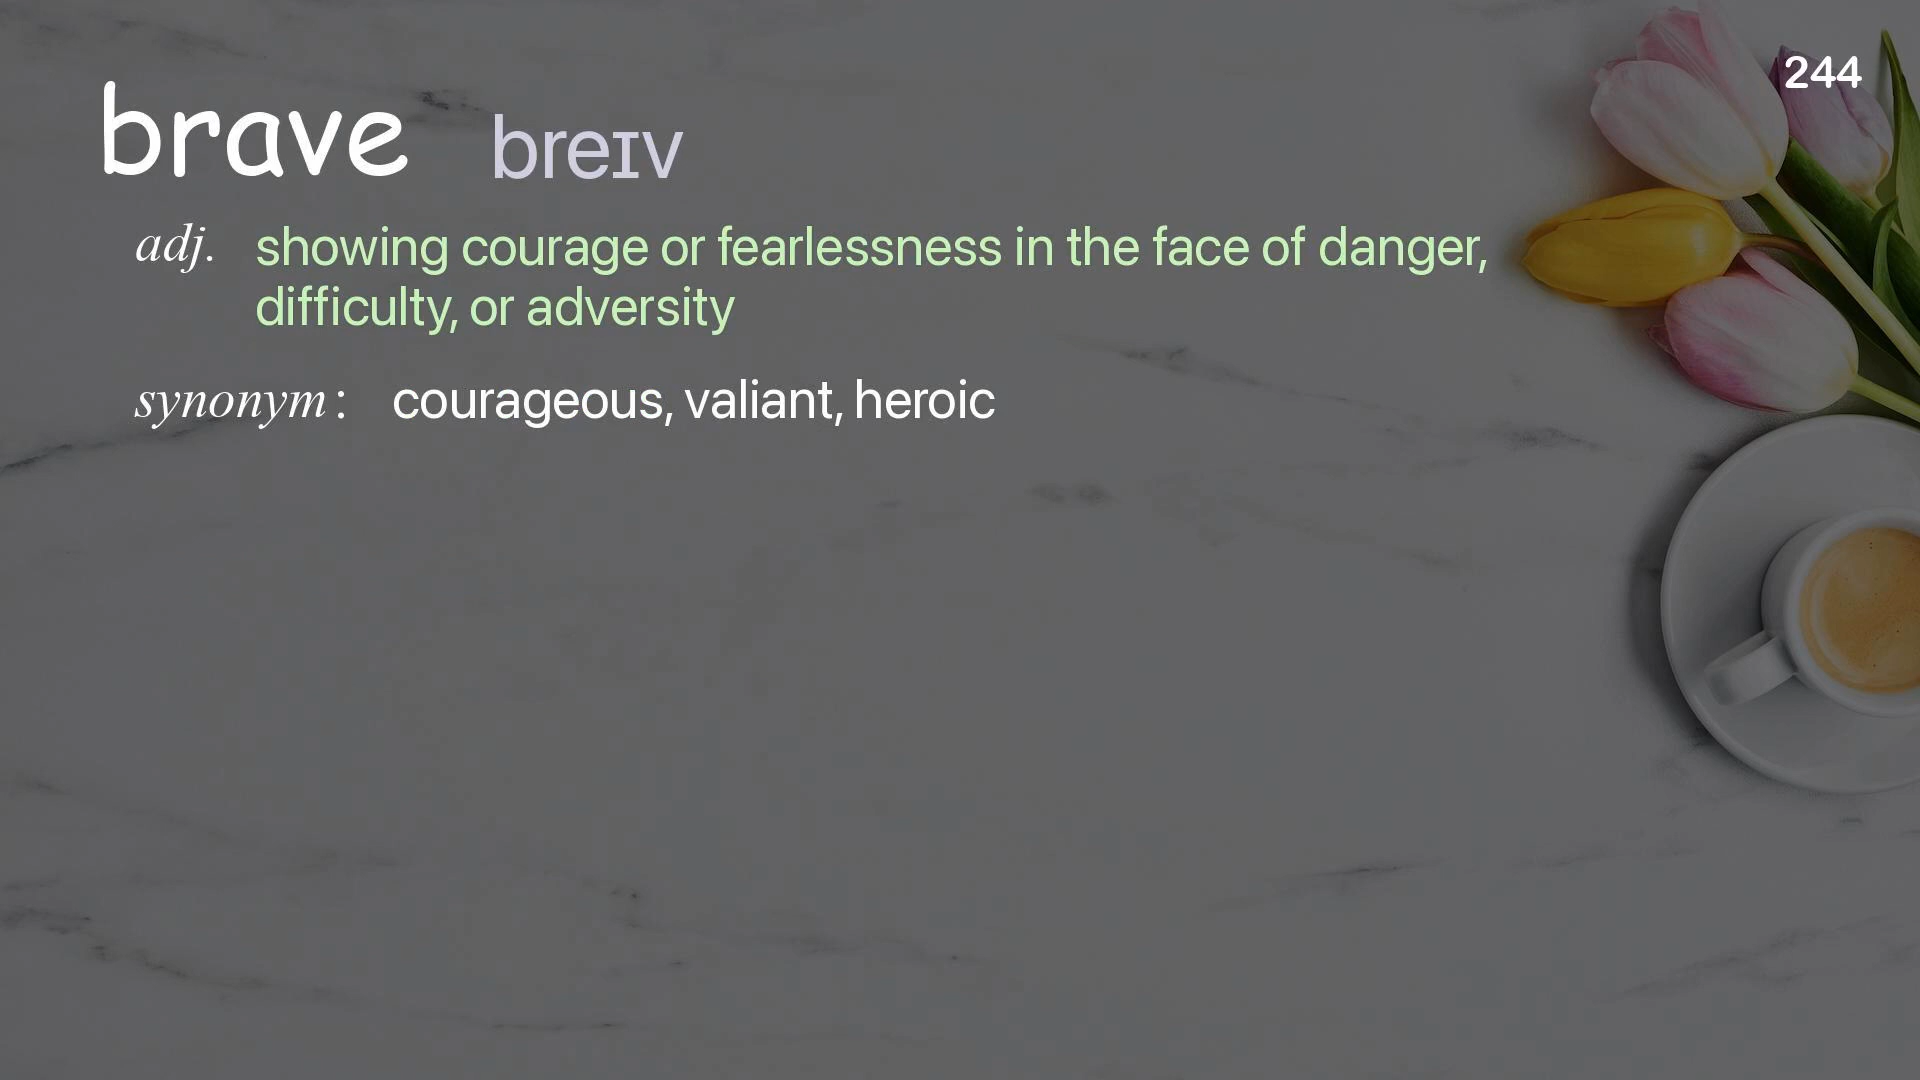 244
brave breɪv
adj. showing courage or fearlessness in the face of danger,
difficulty, or adversity
synonym : courageous, valiant, heroic